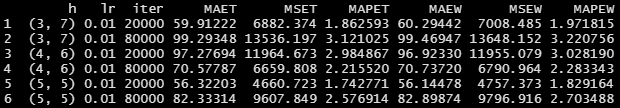 h lr iter MAET MSET MAPET MAEW MSEW MAPEW
1 (3, 7) 0.01 20000 59.91222 6882.374 1.862593 60.29442 7008.485 1.971815
2 (3, 7) 0.01 80000 99.29348 13536.197 3.121025 99.46947 13648.152 3.220756
3 (4, 6) 0.01 20000 97.27694 11964.673 2.984867 96.92330 11955.079 3.028190
4 (4, 6) 0.01 80000 70.57787 6659.808 2.215520 70.73720 6790.964 2.283343
5 (5, 5) 0.01 20000 56.32203 4660.723 1.742771 56.14478 4757.373 1.829164
6 (5, 5) 0.01 80000 82.33314 9607.849 2.576914 82.89874 9796.916 2.703488